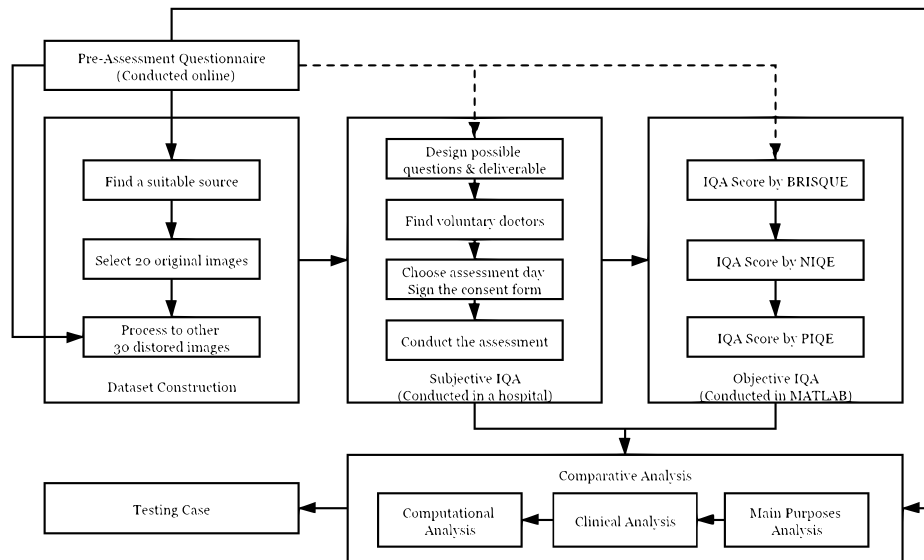 Pre-Assessment Questionnaire
(Conducted online)
Find a suitable source
Select 20 original images
Process to other
30 distored images
Dataset Construction
Design possible
questions & deliverable
Find voluntary doctors
Choose assessment day
Sign the consent form
Conduct the assessment
Subjective IQA
(Conducted in a hospital)
IQA Score by BRISQUE
IQA Score by NIQE
IQA Score by PIQE
Objective IQA
(Conducted in MATLAB)
Comparative Analysis
Testing Case
Computational
Analysis
Clinical Analysis
Main Purposes
Analysis